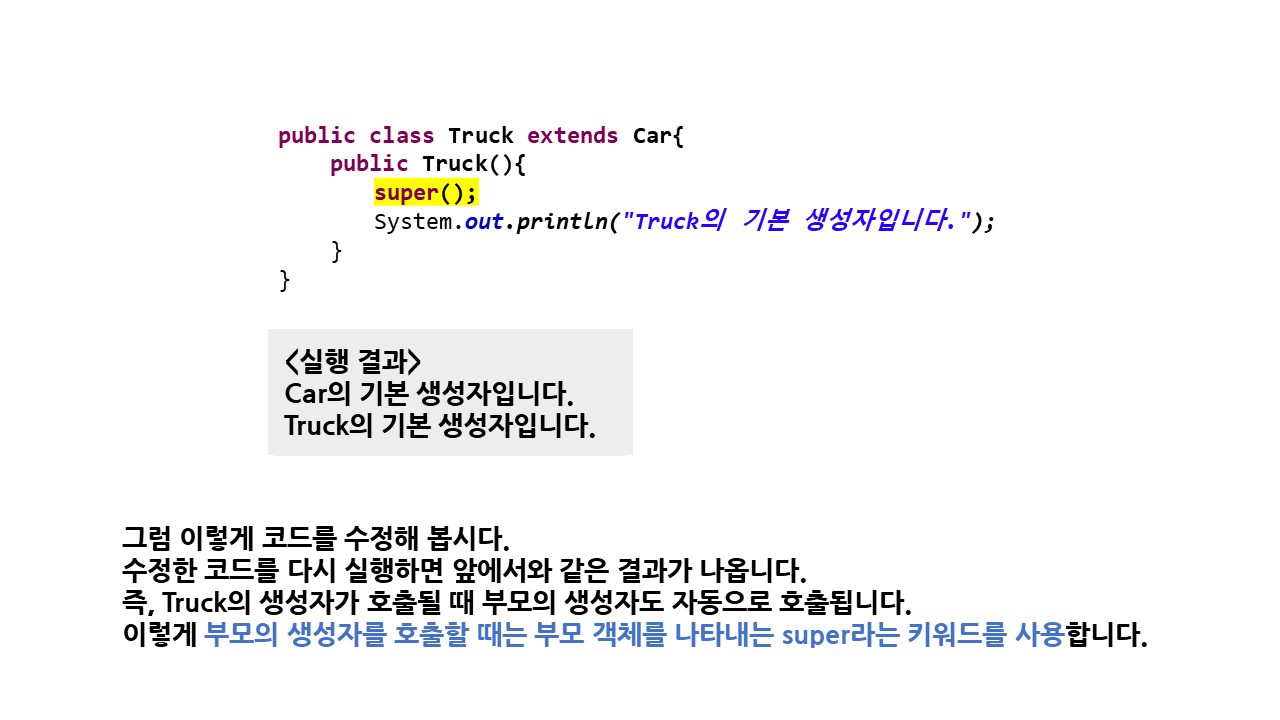 public class Truck extends Car{
public Truck(){
super();
System.out.println("Truck의 기본 생성자입니다.");
}
}
<실행 결과>
Car의 기본 생성자입니다.
Truck의 기본 생성자입니다.
그럼 이렇게 코드를 수정해 봅시다.
수정한 코드를 다시 실행하면 앞에서와 같은 결과가 나옵니다.
즉, Truck의 생성자가 호출될 때 부모의 생성자도 자동으로 호출됩니다.
이렇게 부모의 생성자를 호출할 때는 부모 객체를 나타내는 super라는 키워드를 사용합니다.